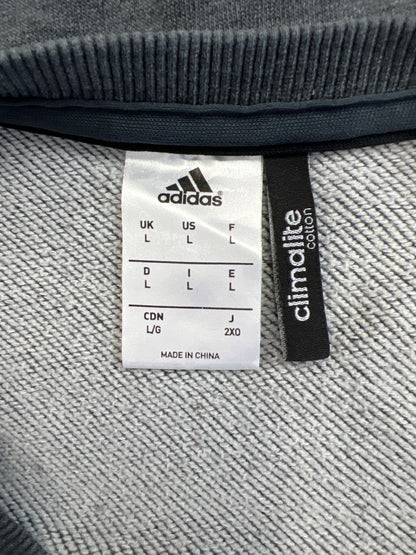 adidas
UK US F
L L L
D I E
L L L
CDN J
L/G 2XO
MADE IN CHINA
climalite
cotton